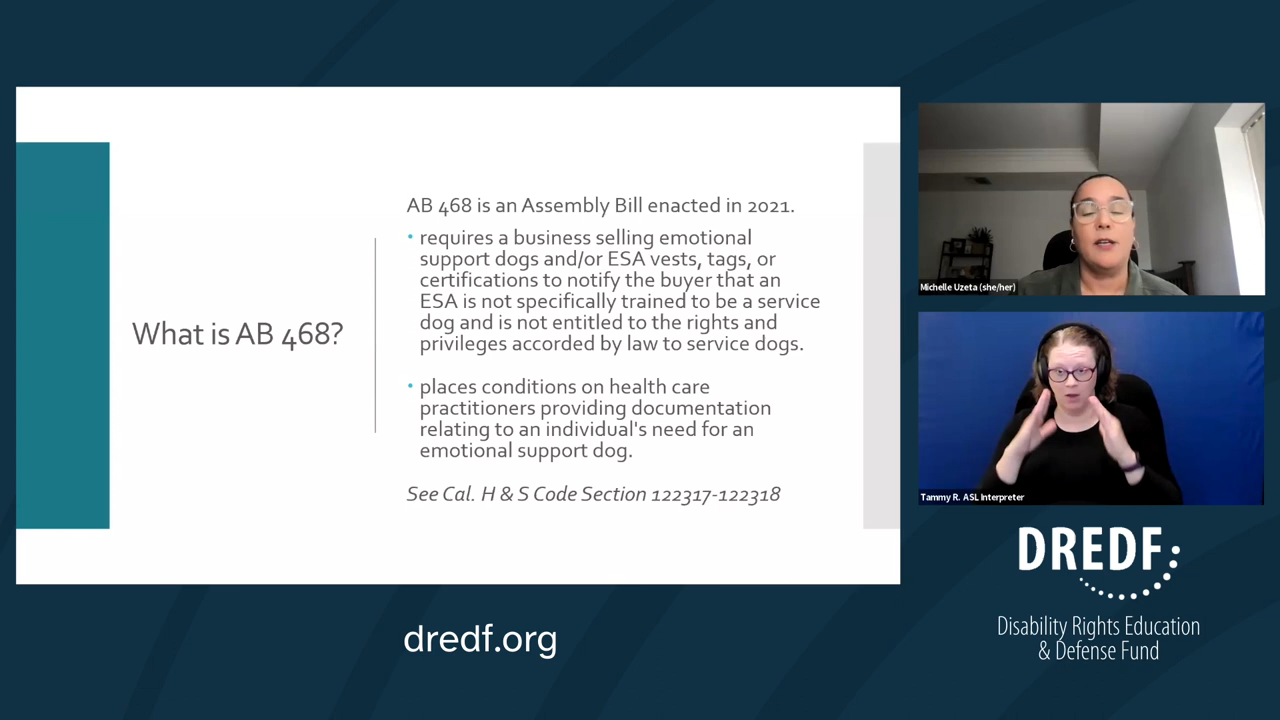 What is AB 468?
AB 468 is an Assembly Bill enacted in 2021.
• requires a business selling emotional
support dogs and/or ESA vests, tags, or
certifications to notify the buyer that an
ESA is not specifically trained to be a service
dog and is not entitled to the rights and
privileges accorded by law to service dogs.
• places conditions on health care
practitioners providing documentation
relating to an individual's need for an
emotional support dog.
See Cal. H & S Code Section 122317-122318
Michelle Uzeta (she/her)
Tammy R. ASL Interpreter
DREDF
Disability Rights Education
& Defense Fund
dredf.org